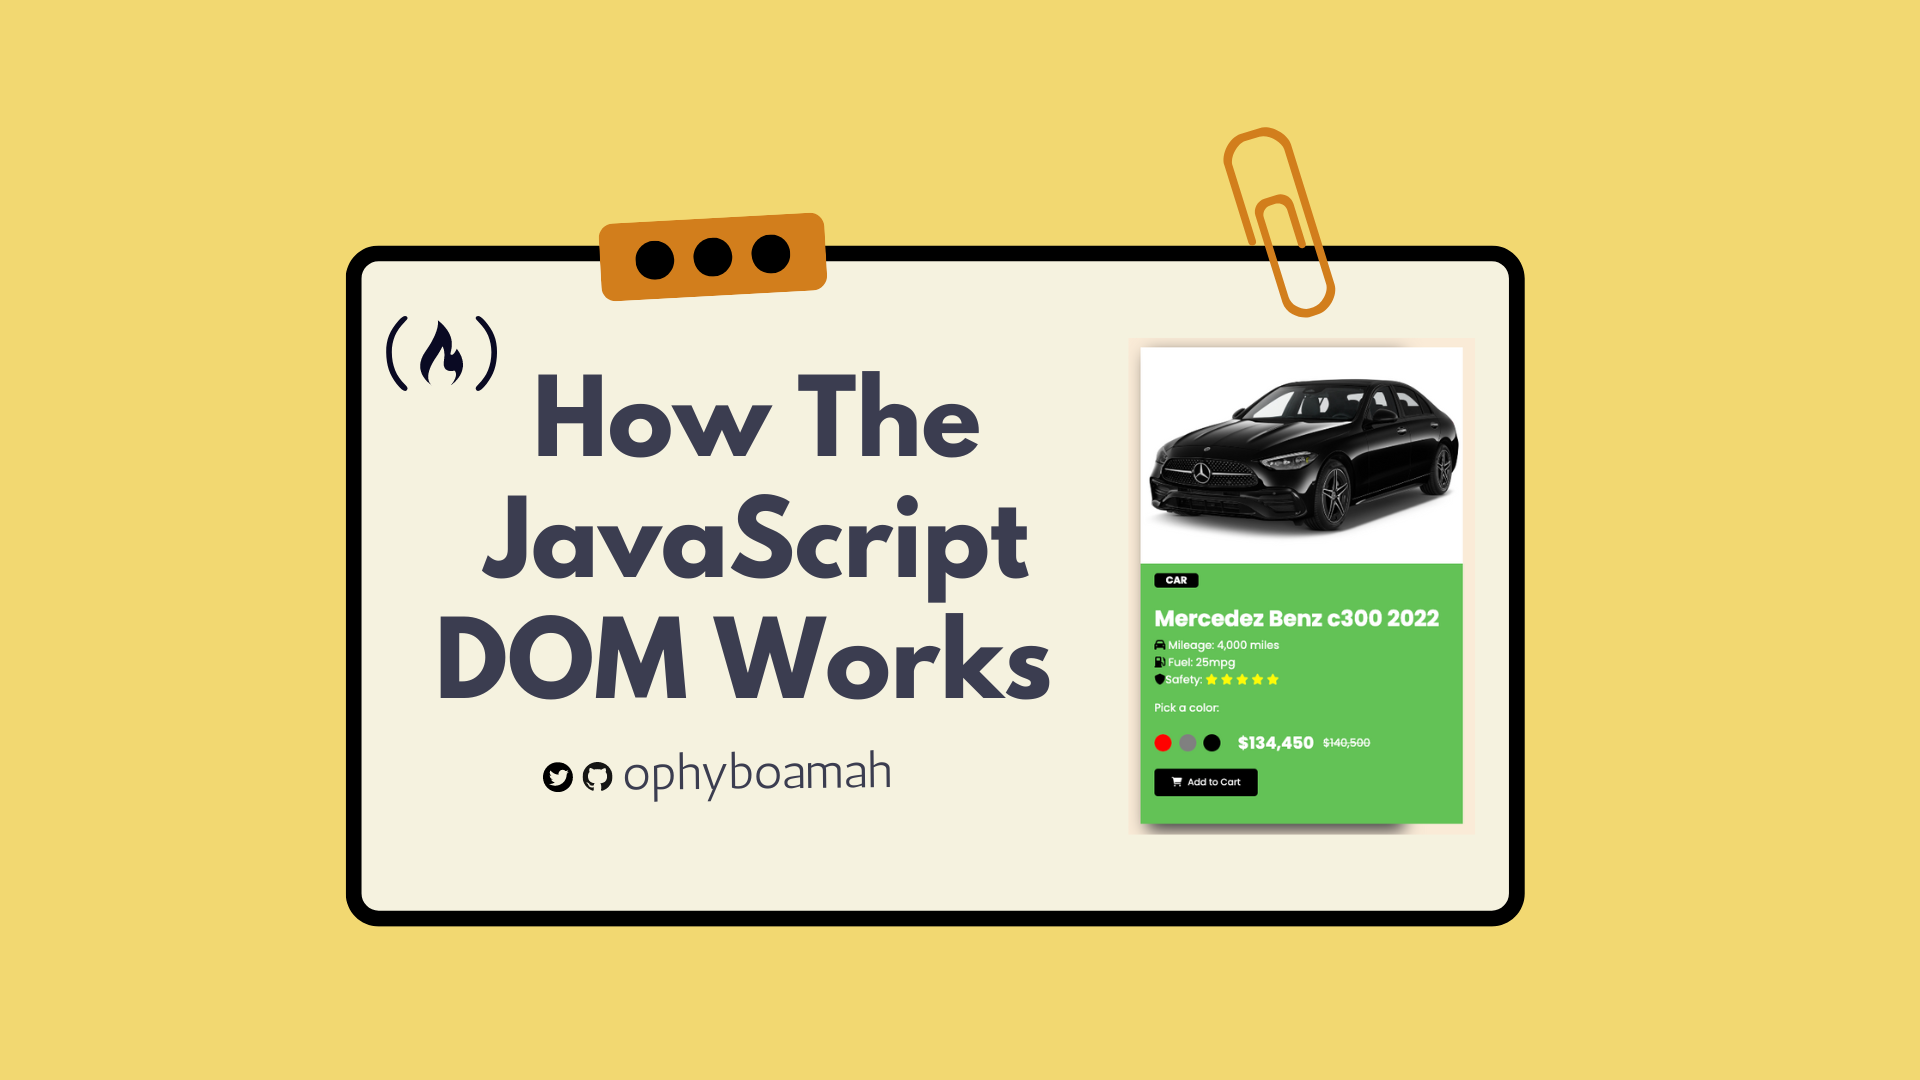 How The
JavaScript
DOM Works
ophyboamah
CAR
Mercedez Benz c300 2022
Mileage: 4,000 miles
Fuel: 25mpg
Safety:
Pick a color:
$134,450 $140,500
Add to Cart